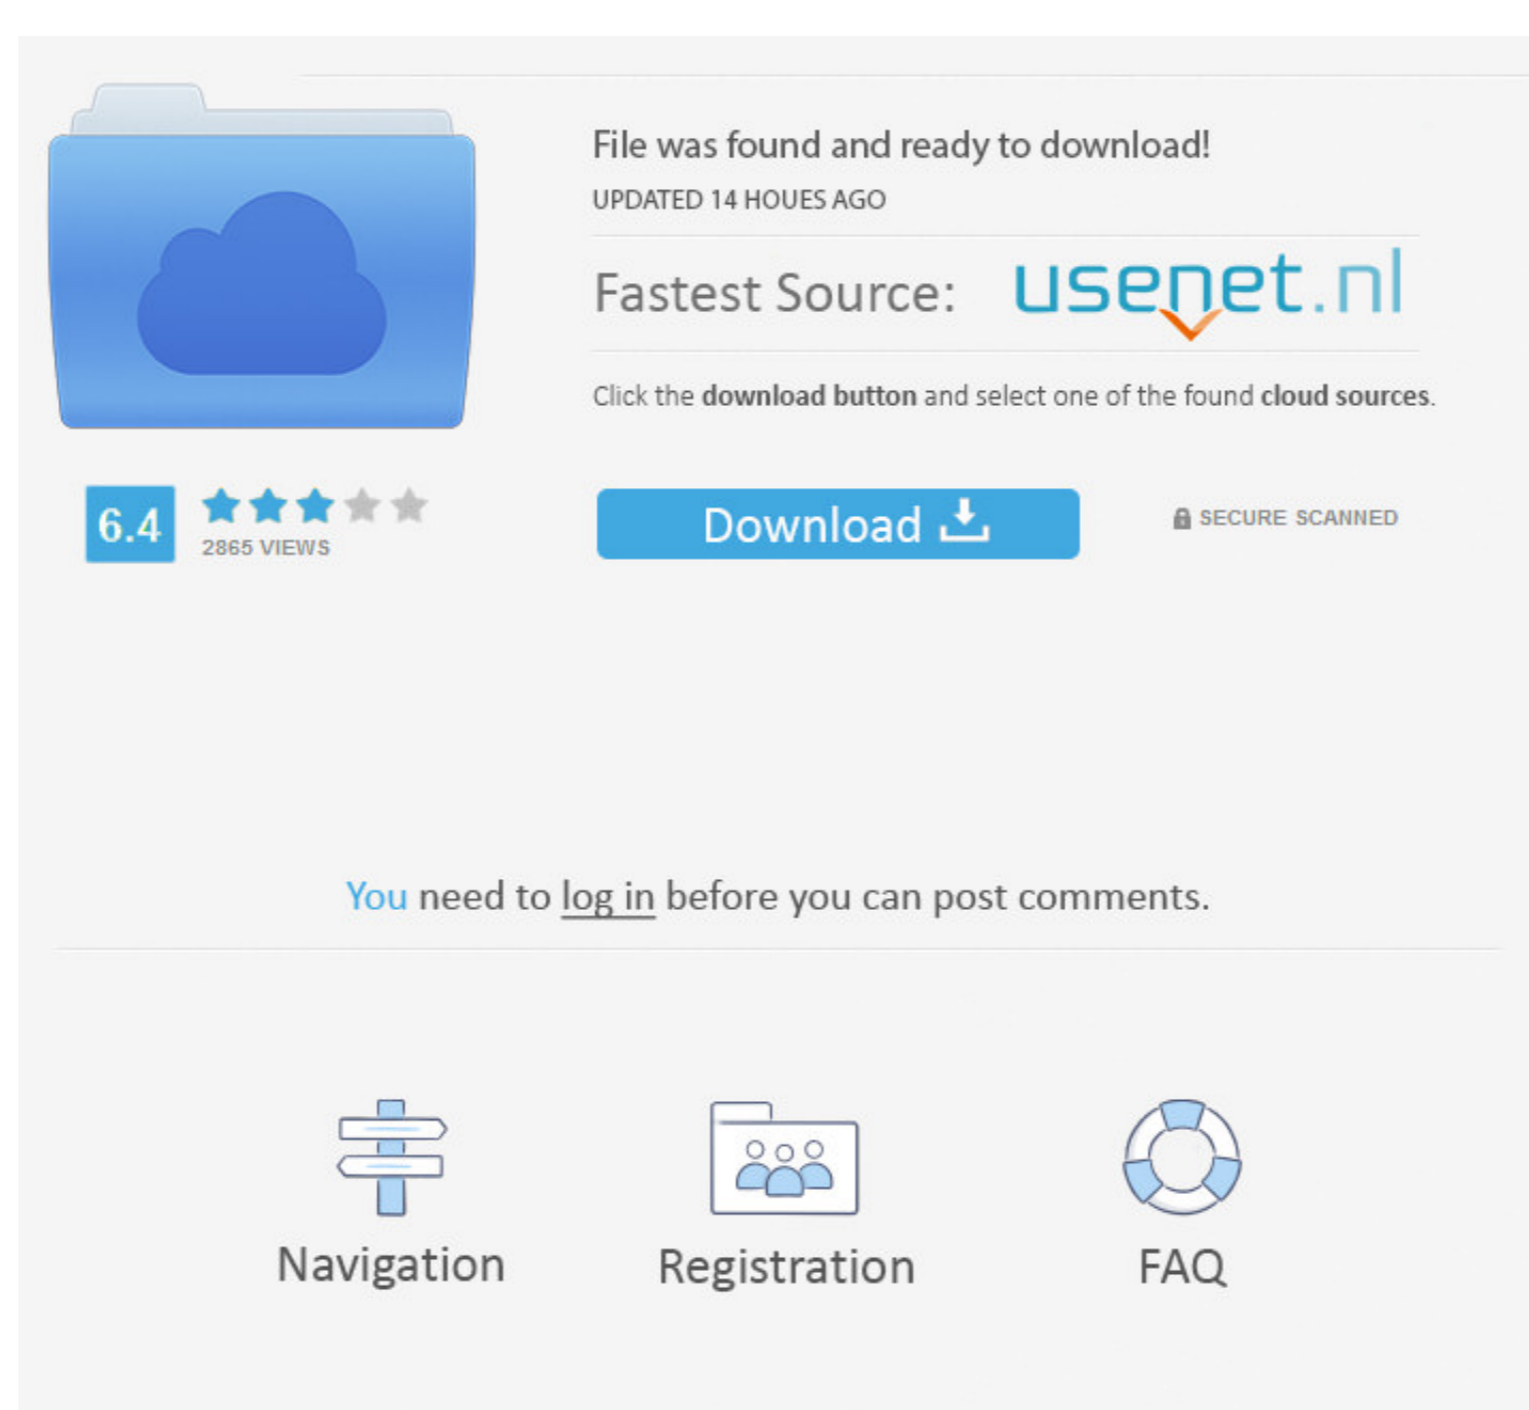 File was found and ready to download!
UPDATED 14 HOUES AGO
Fastest Source: usenet.nl
Click the download button and select one of the found cloud sources.
6.4
2865 VIEWS
Download
SECURE SCANNED
You need to log in before you can post comments.
Navigation
Registration
FAQ